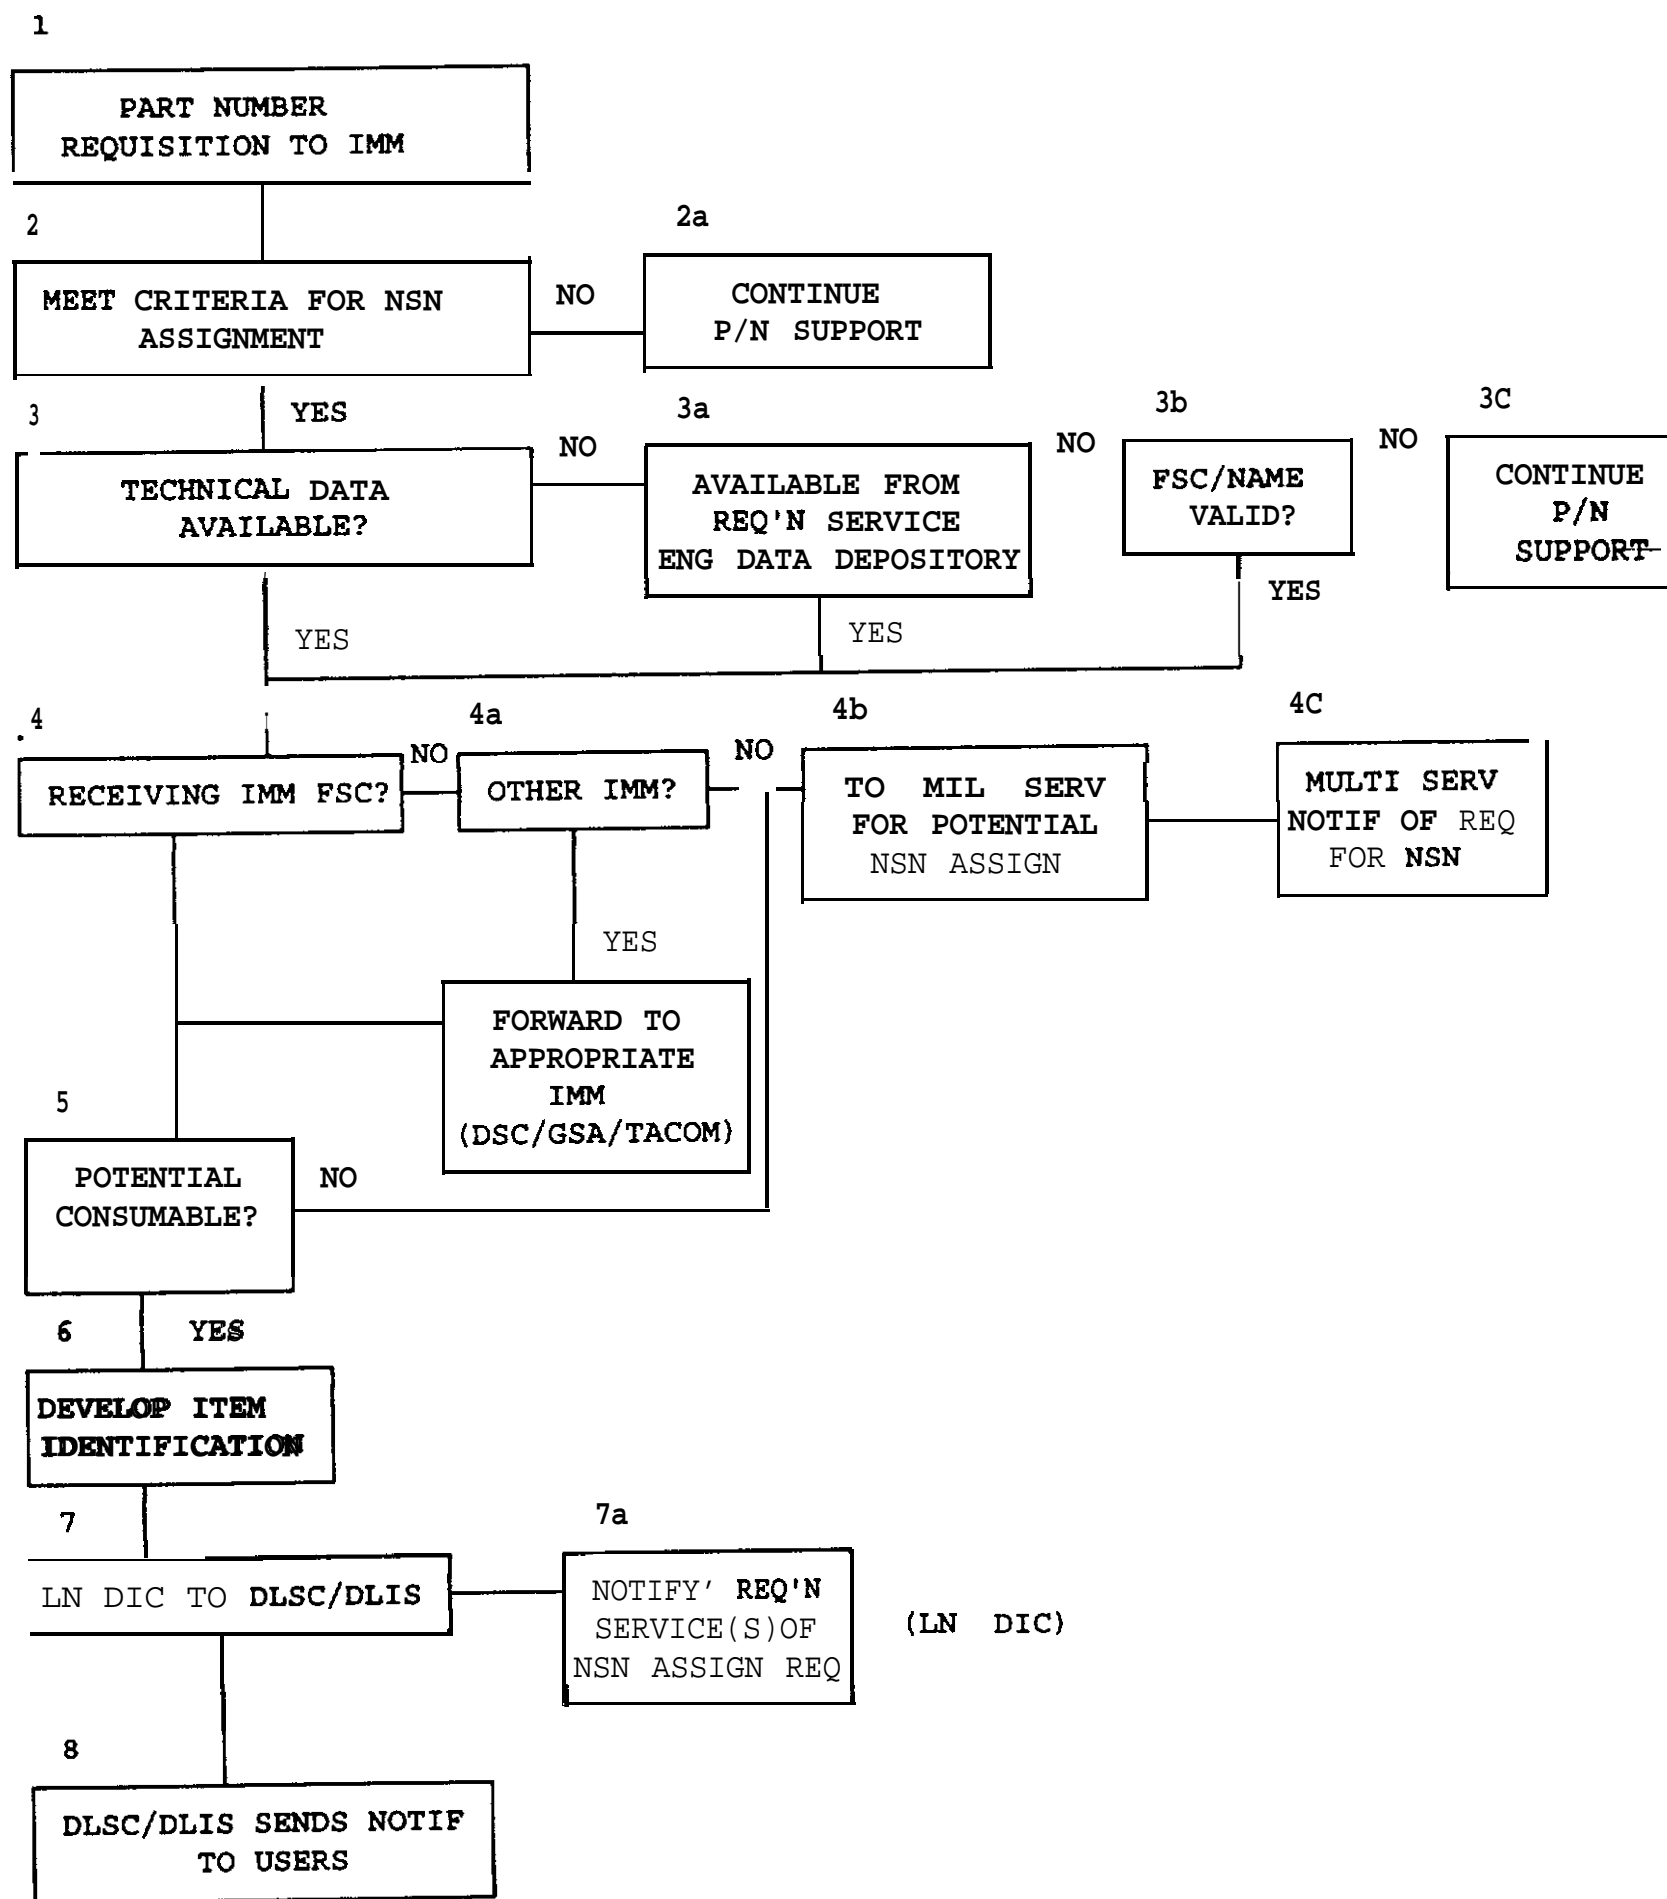 1
PART NUMBER
REQUISITION TO IMM
2
2a
MEET CRITERIA FOR NSN
ASSIGNMENT
NO
CONTINUE
P/N SUPPORT
3
YES
3a
3b
3C
NO
NO
NO
TECHNICAL DATA
AVAILABLE?
AVAILABLE FROM
REQ'N SERVICE
ENG DATA DEPOSITORY
FSC/NAME
VALID?
CONTINUE
P/N
SUPPORT
YES
YES
YES
4
4a
4b
4C
NO
NO
RECEIVING IMM FSC?
OTHER IMM?
TO MIL SERV
FOR POTENTIAL
NSN ASSIGN
MULTI SERV
NOTIF OF REQ
FOR NSN
YES
FORWARD TO
APPROPRIATE
IMM
(DSC/GSA/TACOM)
5
POTENTIAL
CONSUMABLE?
NO
6
YES
DEVELOP ITEM
IDENTIFICATION
7
7a
LN DIC TO DLSC/DLIS
NOTIFY' REQ'N
SERVICE(S)OF
NSN ASSIGN REQ
(LN DIC)
8
DLSC/DLIS SENDS NOTIF
TO USERS